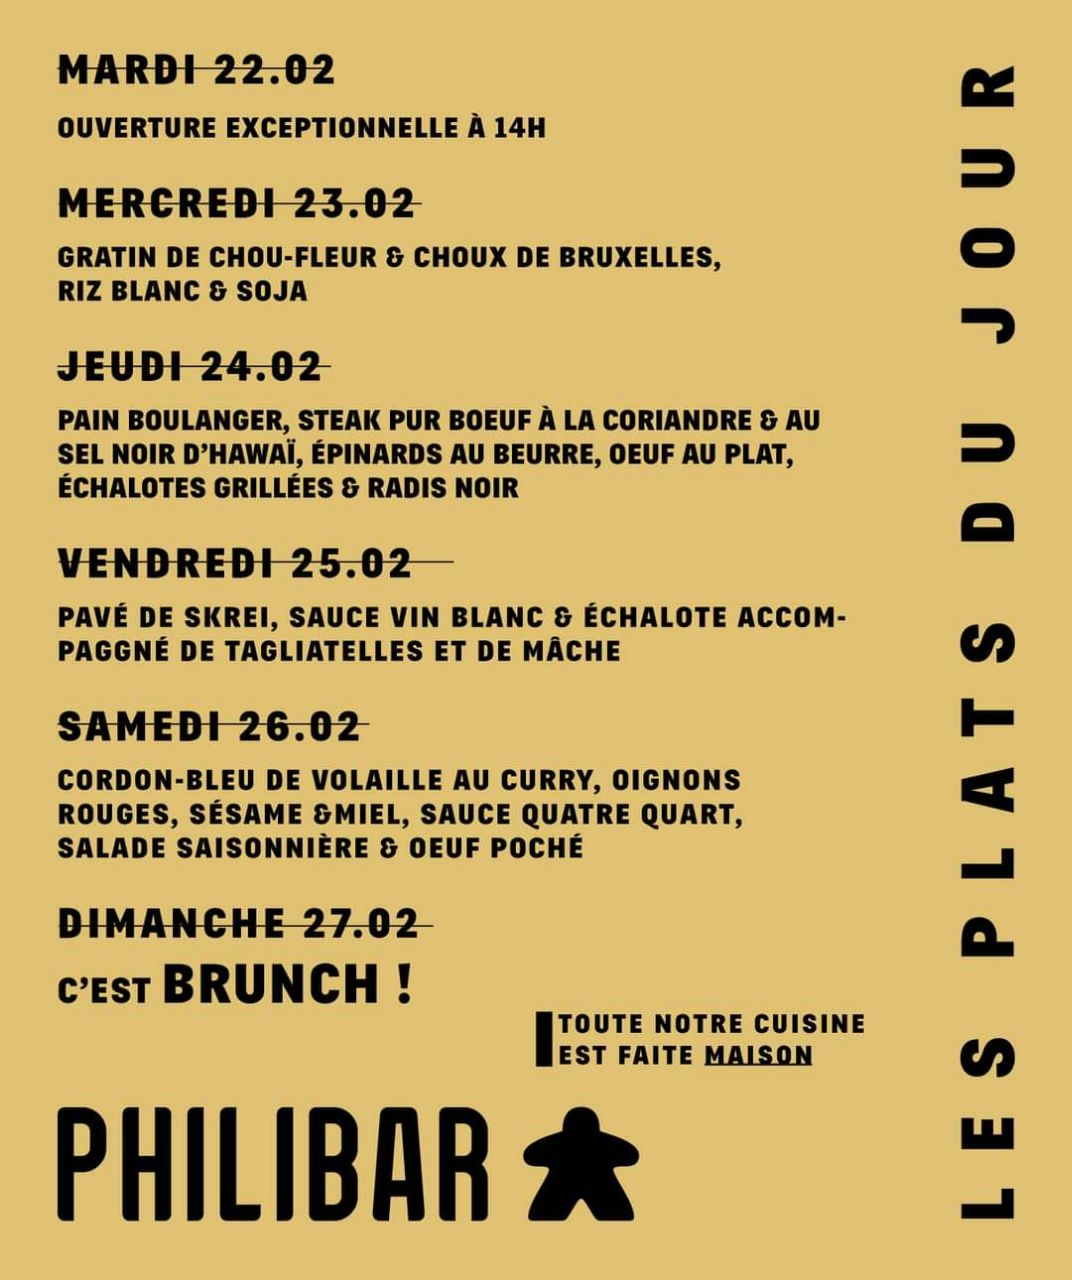 MARDI 22.02
OUVERTURE EXCEPTIONNELLE À 14H
MERCREDI 23.02
GRATIN DE CHOU-FLEUR & CHOUX DE BRUXELLES,
RIZ BLANC & SOJA
JEUDI 24.02
PAIN BOULANGER, STEAK PUR BOEUF À LA CORIANDRE & AU
SEL NOIR D'HAWAÏ, ÉPINARDS AU BEURRE, OEUF AU PLAT,
ÉCHALOTES GRILLÉES & RADIS NOIR
VENDREDI 25.02
PAVÉ DE SKREI, SAUCE VIN BLANC & ÉCHALOTE ACCOM-
PAGGNÉ DE TAGLIATELLES ET DE MÂCHE
SAMEDI 26.02
CORDON-BLEU DE VOLAILLE AU CURRY, OIGNONS
ROUGES, SÉSAME &MIEL, SAUCE QUATRE QUART,
SALADE SAISONNIÈRE & OEUF POCHÉ
DIMANCHE 27.02
C'EST BRUNCH !
TOUTE NOTRE CUISINE
EST FAITE MAISON
PHILIBAR
LES PLATS DU JOUR